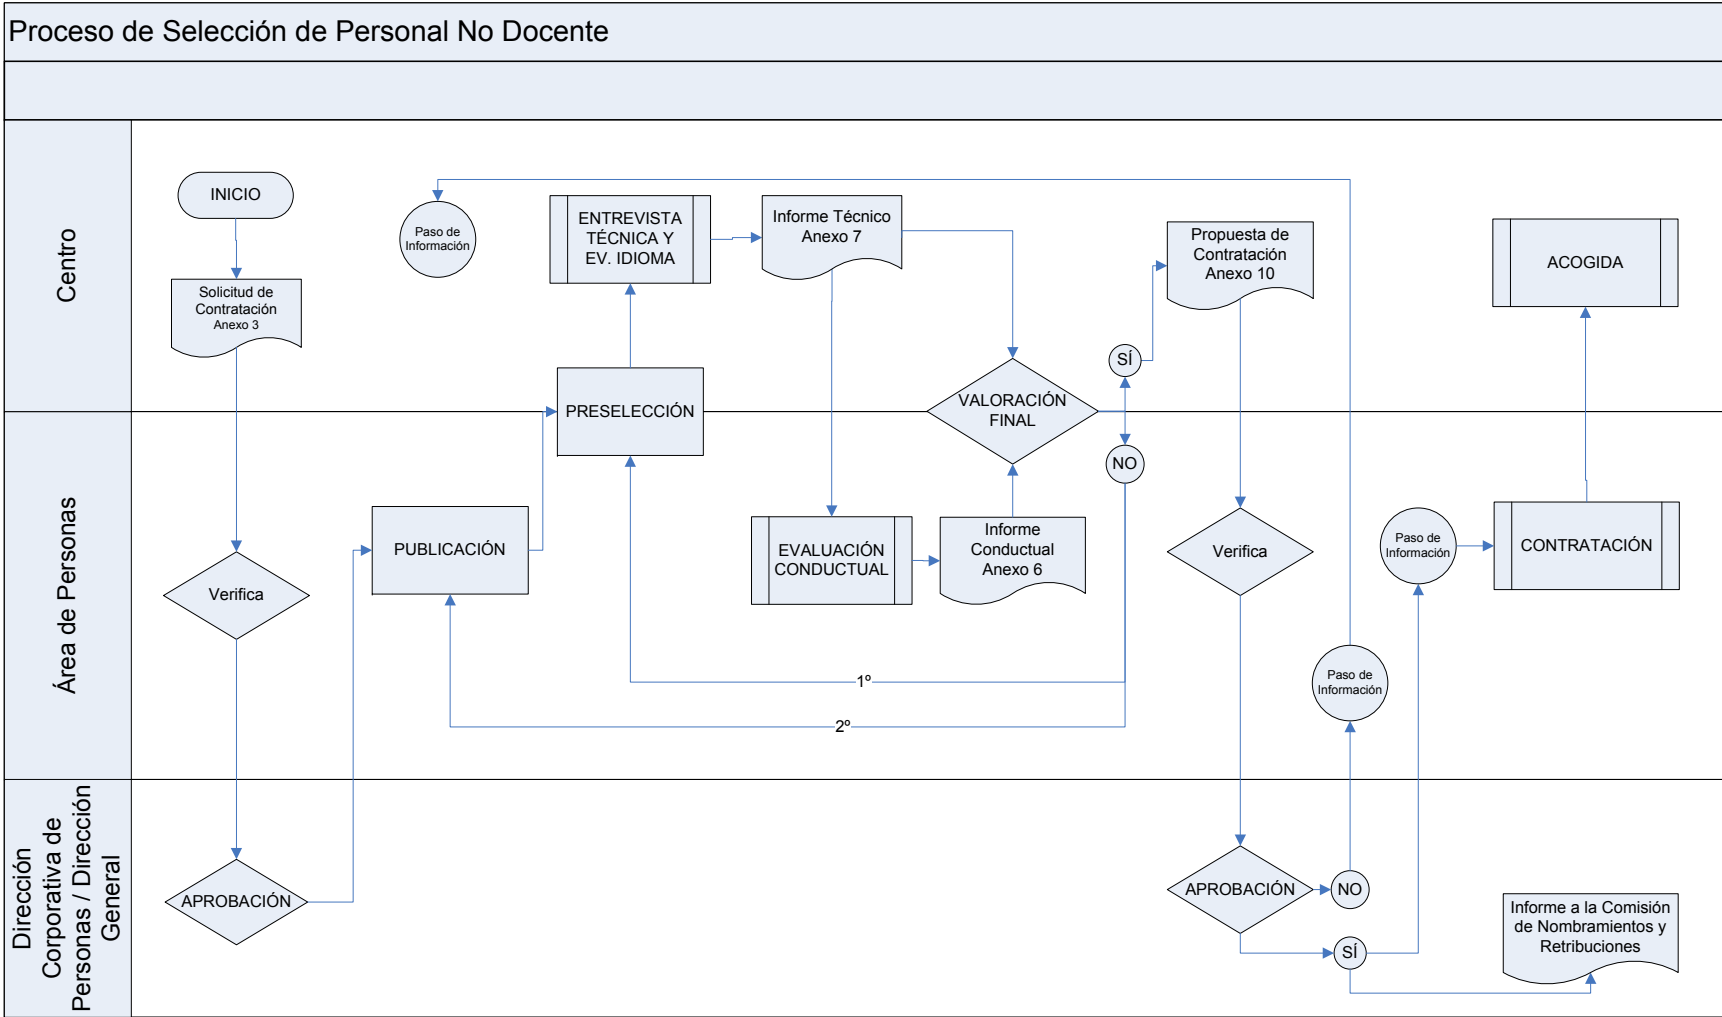 Proceso de Selección de Personal No Docente
Centro
INICIO
Solicitud de
Contratación
Anexo 3
Paso de
Información
ENTREVISTA
TÉCNICA Y
EV. IDIOMA
Informe Técnico
Anexo 7
Propuesta de
Contratación
Anexo 10
ACOGIDA
SÍ
PRESELECCIÓN
VALORACIÓN
FINAL
NO
Área de Personas
Verifica
PUBLICACIÓN
EVALUACIÓN
CONDUCTUAL
Informe
Conductual
Anexo 6
Verifica
Paso de
Información
CONTRATACIÓN
Paso de
Información
1º
2º
Dirección
Corporativa de
Personas / Dirección
General
APROBACIÓN
APROBACIÓN
NO
SÍ
Informe a la Comisión
de Nombramientos y
Retribuciones